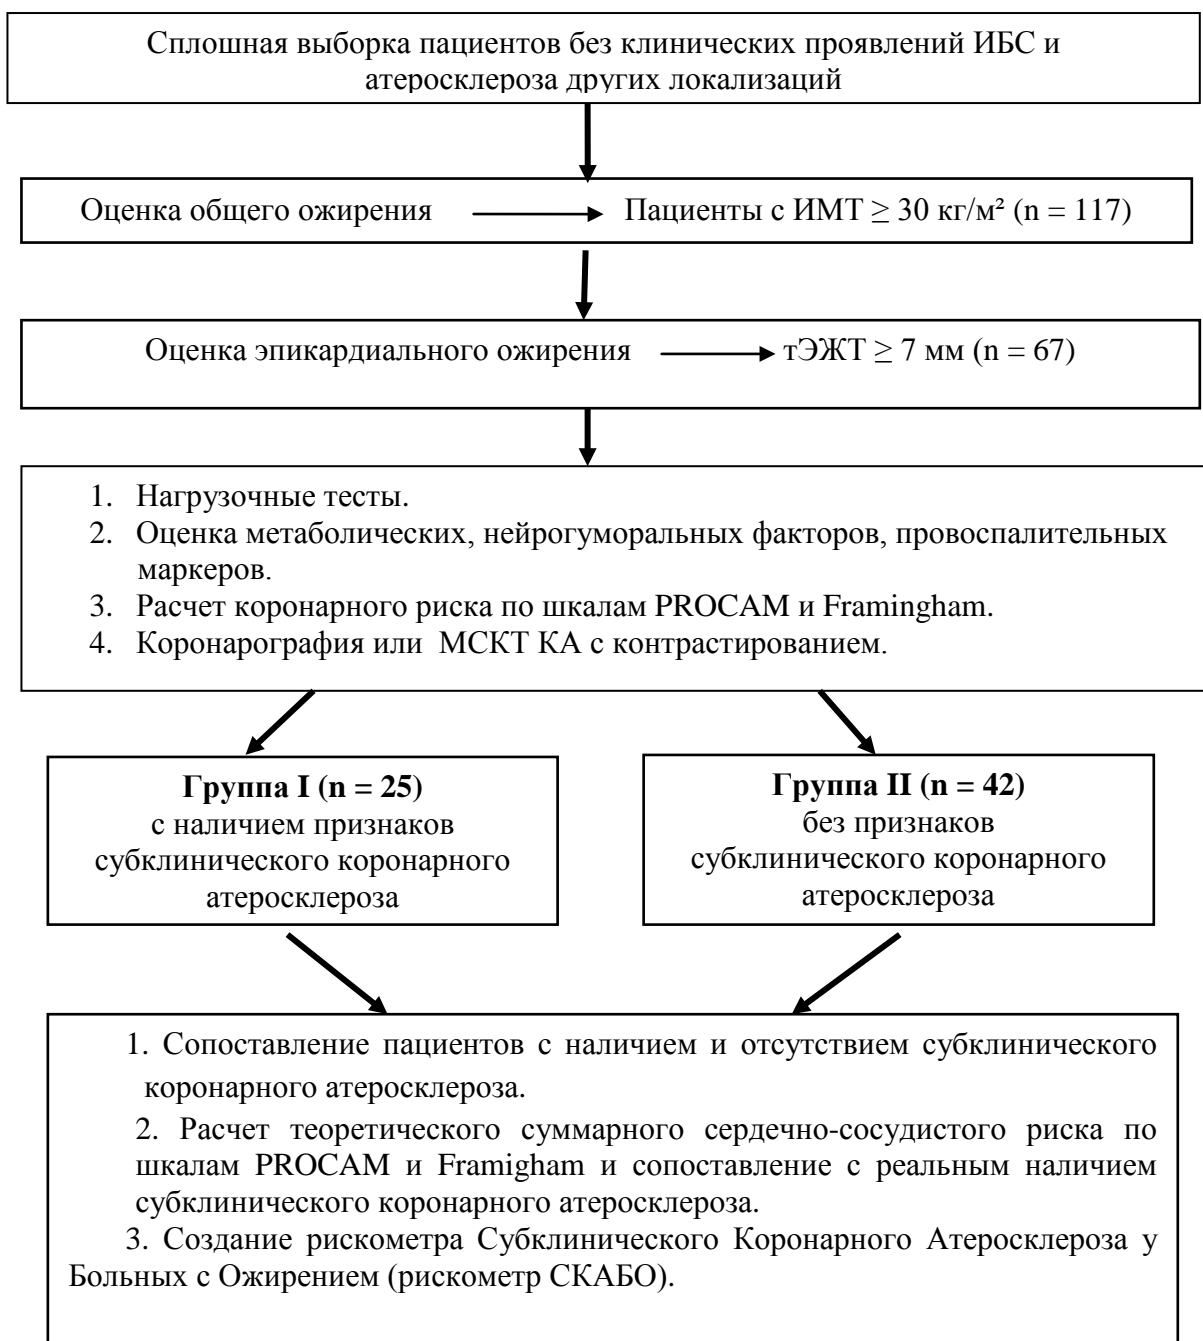 Сплошная выборка пациентов без клинических проявлений ИБС и
атеросклероза других локализаций
Оценка общего ожирения Пациенты с ИМТ ≥ 30 кг/м² (n = 117)
Оценка эпикардиального ожирения тЭЖТ ≥ 7 мм (n = 67)
1. Нагрузочные тесты.
2. Оценка метаболических, нейрогуморальных факторов, провоспалительных
маркеров.
3. Расчет коронарного риска по шкалам PROCAM и Framingham.
4. Коронарография или МСКТ КА с контрастированием.
Группа I (n = 25)
с наличием признаков
субклинического коронарного
атеросклероза
Группа II (n = 42)
без признаков
субклинического коронарного
атеросклероза
1. Сопоставление пациентов с наличием и отсутствием субклинического
коронарного атеросклероза.
2. Расчет теоретического суммарного сердечно-сосудистого риска по
шкалам PROCAM и Framigham и сопоставление с реальным наличием
субклинического коронарного атеросклероза.
3. Создание рискометра Субклинического Коронарного Атеросклероза у
Больных с Ожирением (рискометр СКАБО).